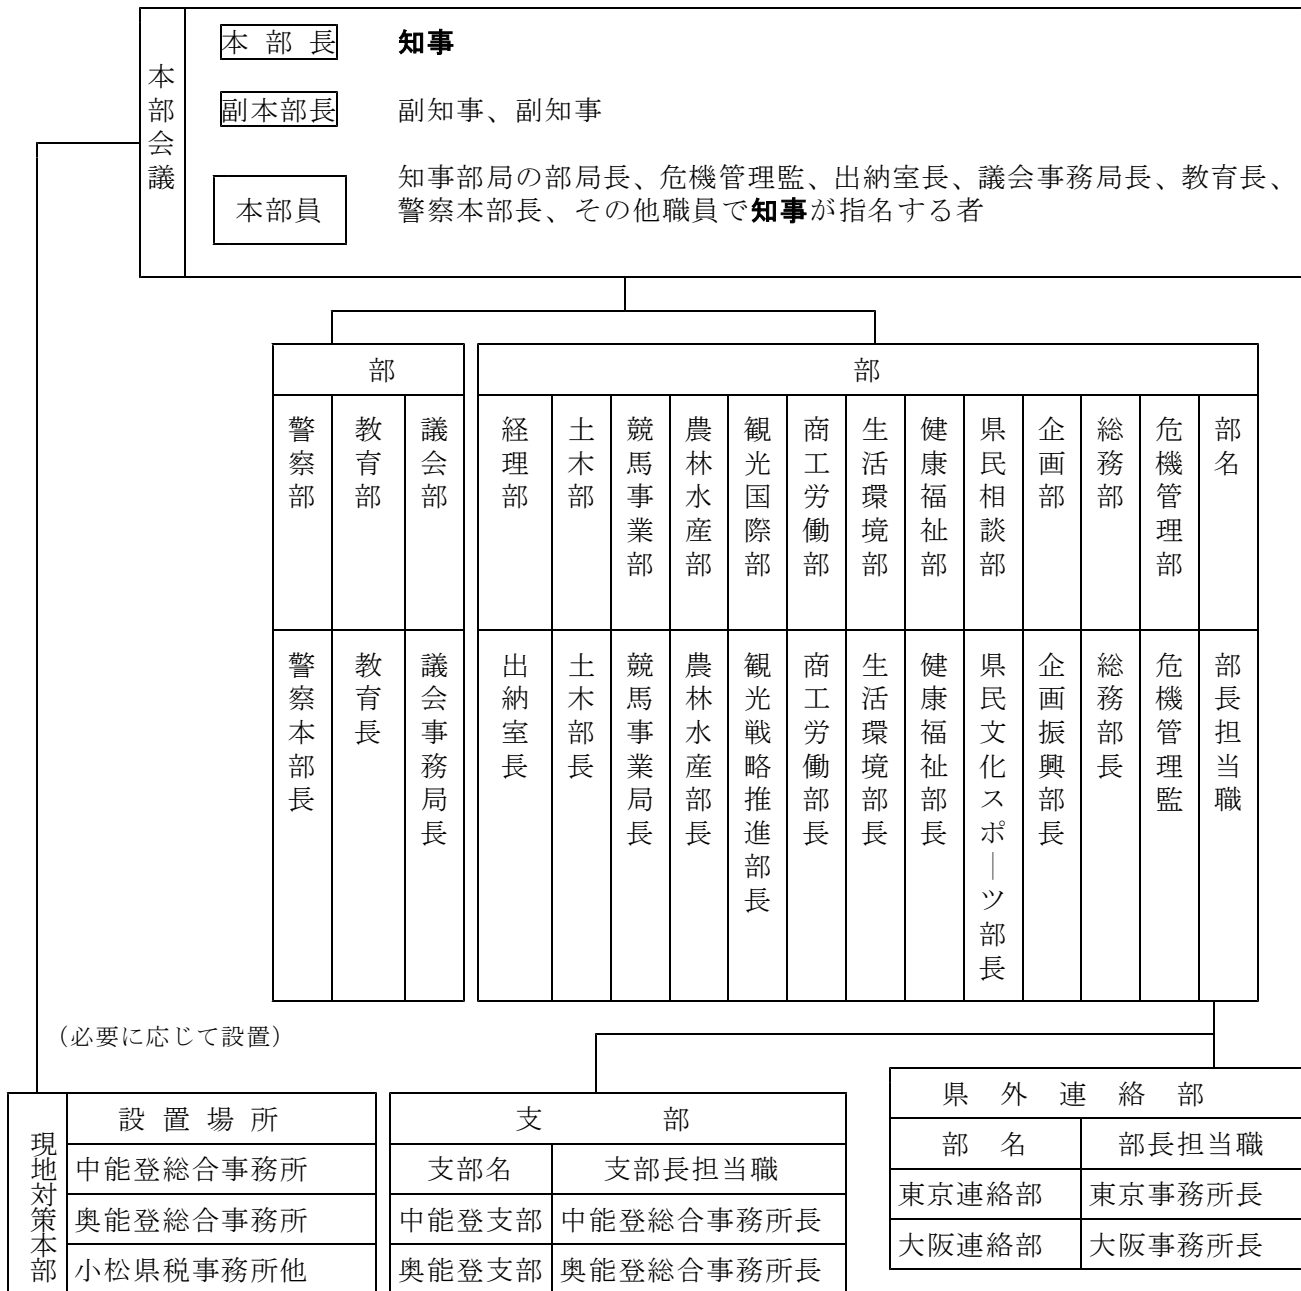 本部会議
本部長 知事
副本部長 副知事、副知事
本部員 知事部局の部局長、危機管理監、出納室長、議会事務局長、教育長、
警察本部長、その他職員で知事が指名する者
部
部
部名
危機管理部
総務部
企画部
県民相談部
健康福祉部
生活環境部
商工労働部
観光国際部
農林水産部
競馬事業部
土木部
経理部
議会部
教育部
警察部
部長担当職
危機管理監
総務部長
企画振興部長
県民文化スポーツ部長
健康福祉部長
生活環境部長
商工労働部長
観光戦略推進部長
農林水産部長
競馬事業局長
土木部長
出納室長
議会事務局長
教育長
警察本部長
(必要に応じて設置)
現地対策本部
設置場所
中能登総合事務所
奥能登総合事務所
小松県税事務所他
支部
支部名 支部長担当職
中能登支部 中能登総合事務所長
奥能登支部 奥能登総合事務所長
県外連絡部
部名 部長担当職
東京連絡部 東京事務所長
大阪連絡部 大阪事務所長